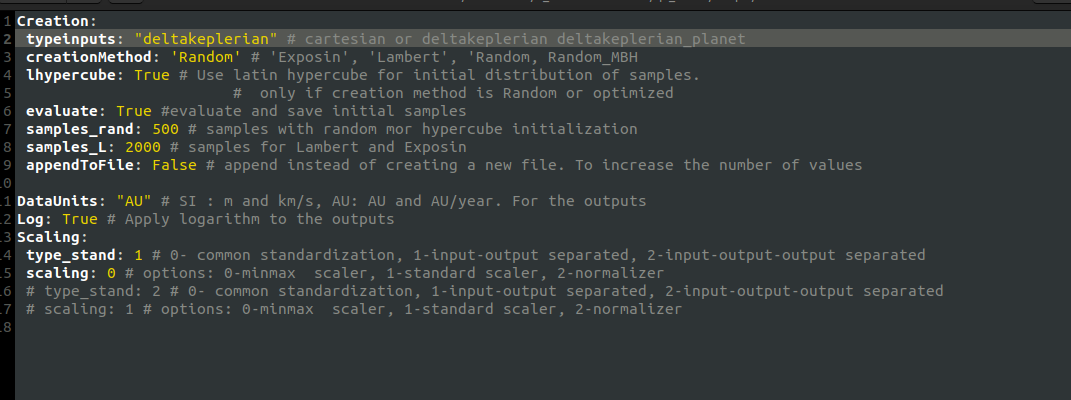 1 Creation:
2 typeinputs: "deltakeplerian" # cartesian or deltakeplerian deltakeplerian_planet
3 creationMethod: 'Random' # 'Exposin', 'Lambert', 'Random, Random_MBH
4 lhypercube: True # Use latin hypercube for initial distribution of samples.
5 # only if creation method is Random or optimized
6 evaluate: True #evaluate and save initial samples
7 samples_rand: 500 # samples with random mor hypercube initialization
8 samples_L: 2000 # samples for Lambert and Exposin
9 appendToFile: False # append instead of creating a new file. To increase the number of values
10
11 DataUnits: "AU" # SI : m and km/s, AU: AU and AU/year. For the outputs
12 Log: True # Apply logarithm to the outputs
13 Scaling:
14 type_stand: 1 # 0- common standardization, 1-input-output separated, 2-input-output-output separated
15 scaling: 0 # options: 0-minmax  scaler, 1-standard scaler, 2-normalizer
16 # type_stand: 2 # 0- common standardization, 1-input-output separated, 2-input-output-output separated
17 # scaling: 1 # options: 0-minmax  scaler, 1-standard scaler, 2-normalizer
18